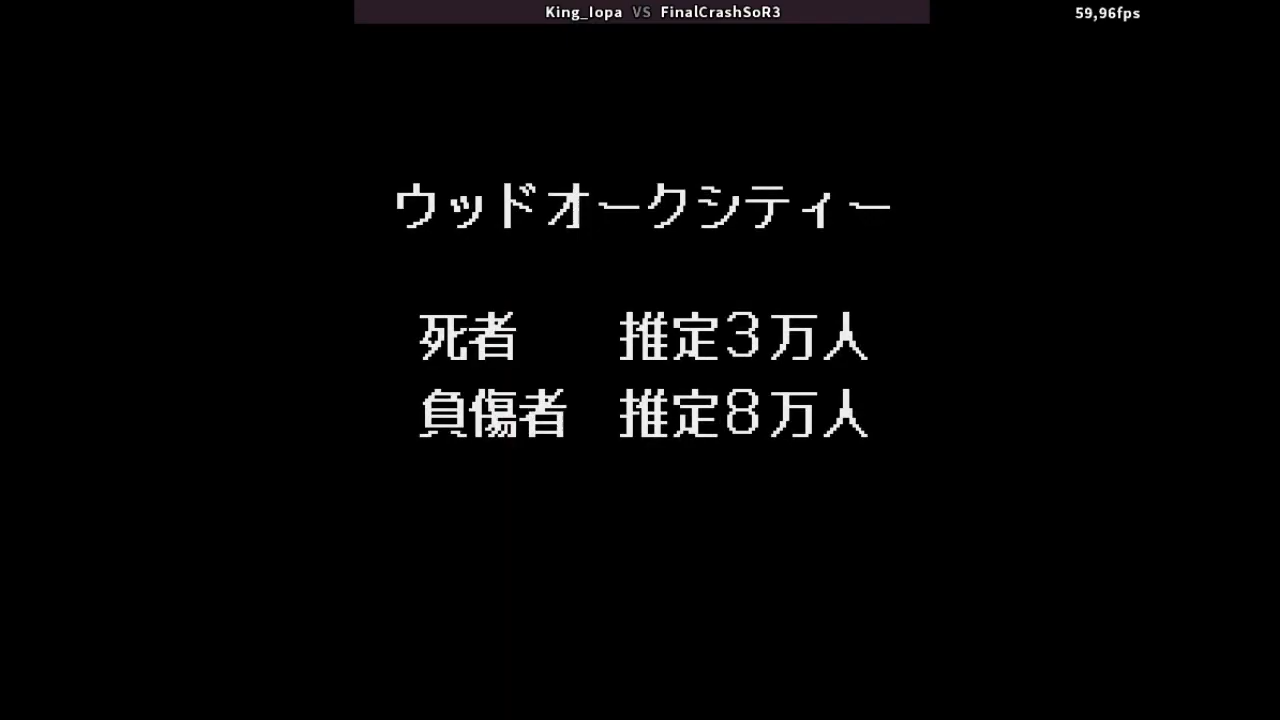 King_Iopa VS FinalCrashSoR3
59,96fps
ウッドオークシティー
死者　　推定3万人
負傷者　推定8万人